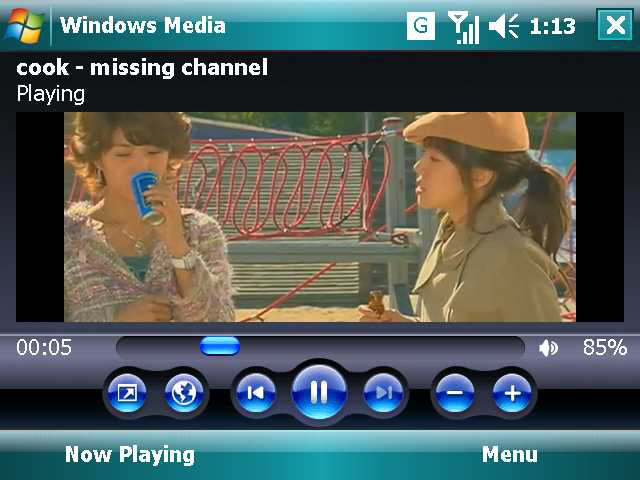 Windows Media
G
1:13
cook - missing channel
Playing
00:05
85%
Now Playing
Menu